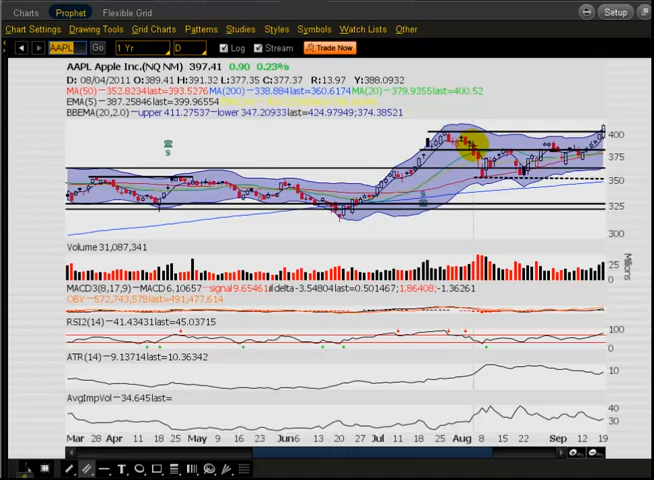 Charts Prophet Flexible Grid Setup
Chart Settings Drawing Tools Graph Patterns Studies Styles Symbols Watch Lists Other
AAPL Go 1 Yr D Log Stream Trade Now
AAPL Apple Inc.(NQ NM) 397.41 0.90 0.23%
D: 08/04/2011 O:389.41 H:391.32 L:377.35 C:377.37 R:13.97 Y:388.0932
MA(50) 352.8234last=393.5276 MA(200) 338.884last=360.6174 MA(20) 379.9355last=400.52
EMA(5) 387.25846last=399.96554
BBEMA(20,2.0) upper 411.27537 lower 347.20933last=424.97949;374.38521
400
375
350
325
300
$
$
Volume 31,087,341
25
0
Millions
MACD3(8,17,9) MACD 6.10657 signal 9.65461 delta -3.54804last=0.501467;1.86408;-1.36261
OBV 572,743,578last=491,477,614
RSI2(14) 41.43431last=45.03715
100
0
ATR(14) 9.13714last=10.36342
10
AvgImpVol 34.645last=
40
30
Mar 28 Apr 11 18 25 May 9 16 23 Jun 6 13 20 27 Jul 11 18 25 Aug 8 15 22 Sep 12 19
T